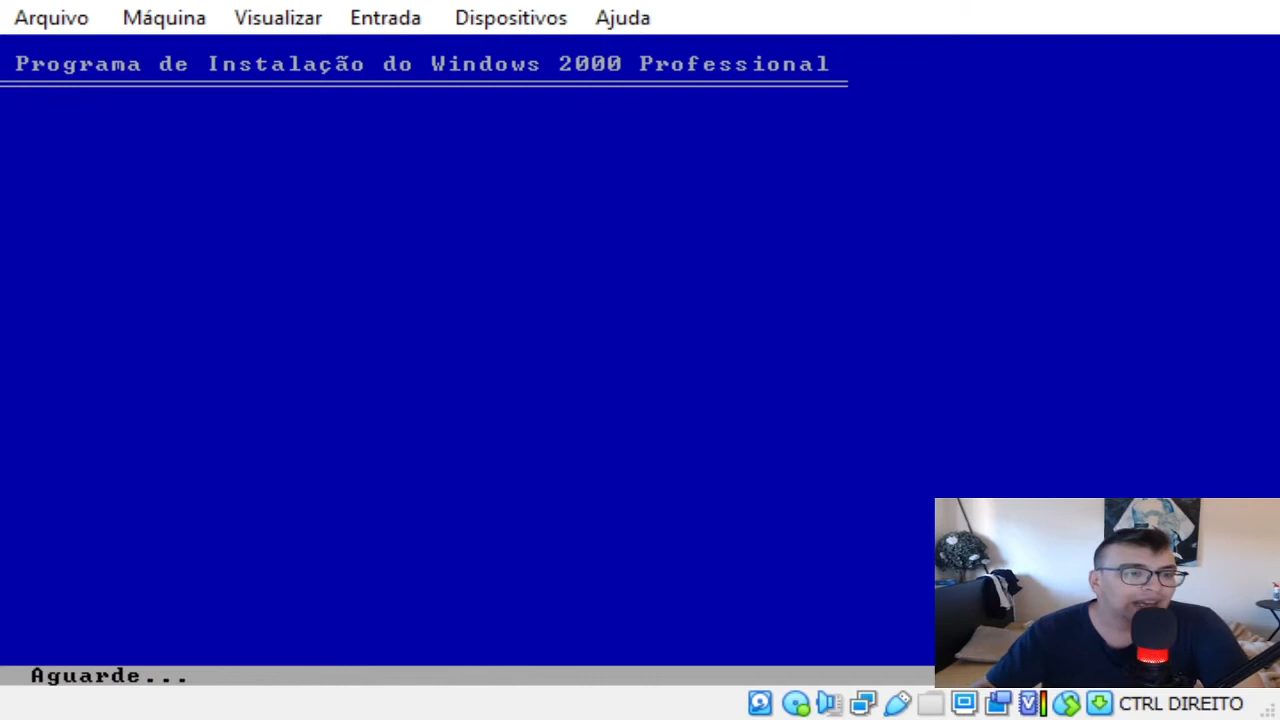 Arquivo Máquina Visualizar Entrada Dispositivos Ajuda
Programa de Instalação do Windows 2000 Professional
Aguarde...
CTRL DIREITO